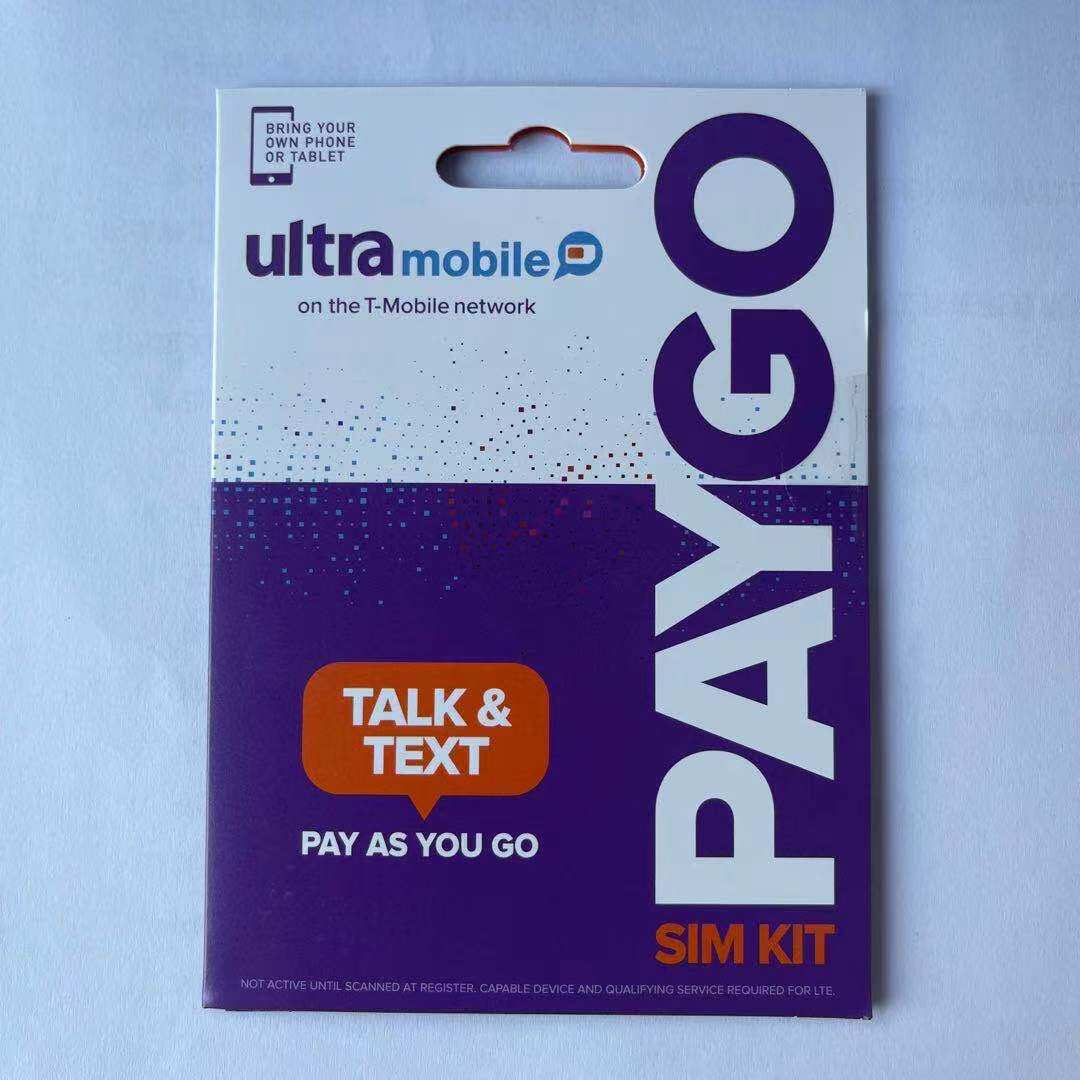 BRING YOUR
OWN PHONE
OR TABLET
ultra mobile
on the T-Mobile network
PAYGO
TALK &
TEXT
PAY AS YOU GO
SIM KIT
NOT ACTIVE UNTIL SCANNED AT REGISTER. CAPABLE DEVICE AND QUALIFYING SERVICE REQUIRED FOR LTE.